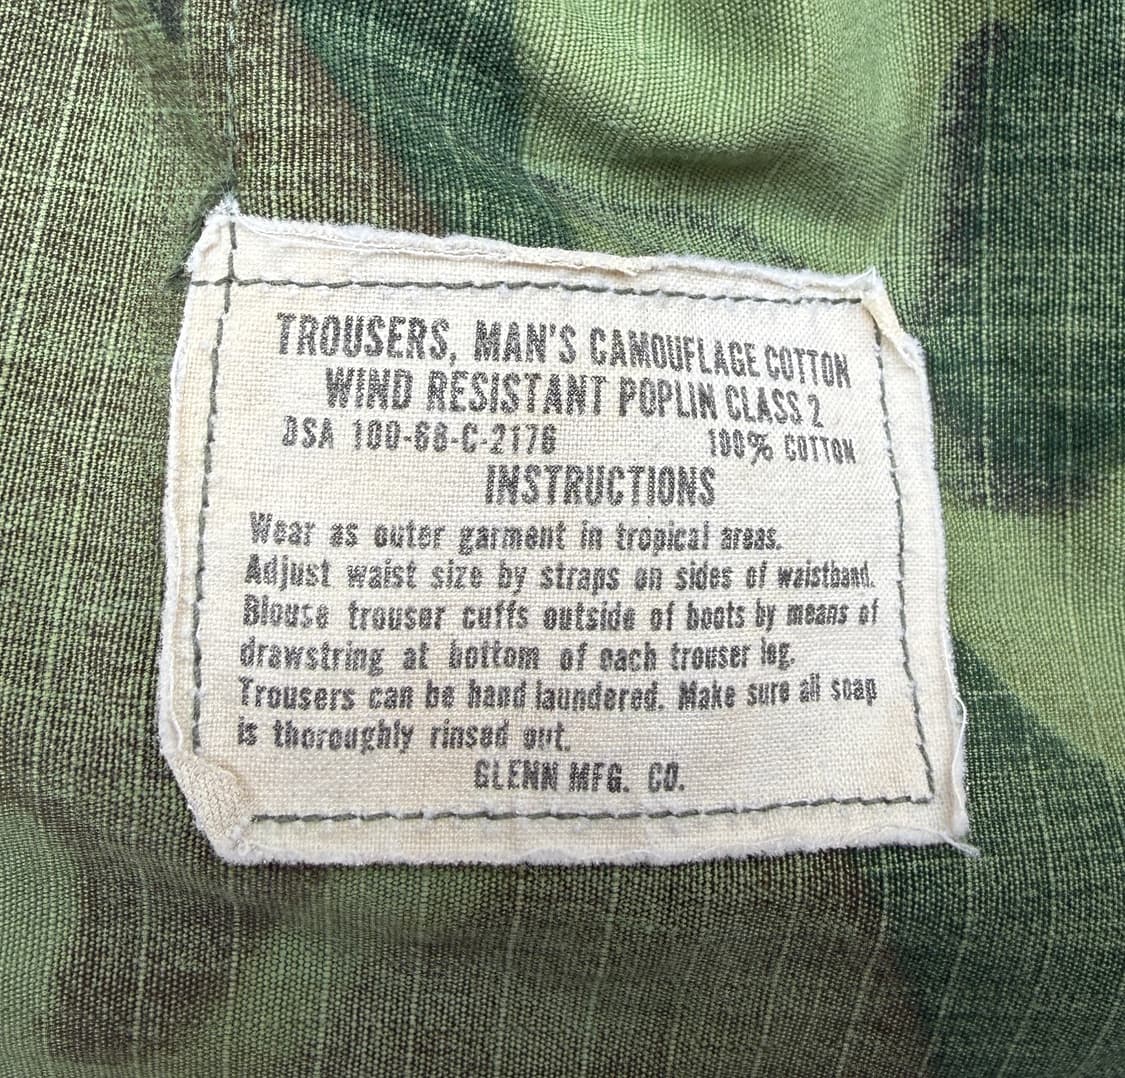 TROUSERS, MAN'S CAMOUFLAGE COTTON
WIND RESISTANT POPLIN CLASS 2
DSA 100-68-C-2176 100% COTTON
INSTRUCTIONS
Wear as outer garment in tropical areas.
Adjust waist size by straps on sides of waistband.
Blouse trouser cuffs outside of boots by means of
drawstring at bottom of each trouser leg.
Trousers can be hand laundered. Make sure all soap
is thoroughly rinsed out.
GLENN MFG. CO.